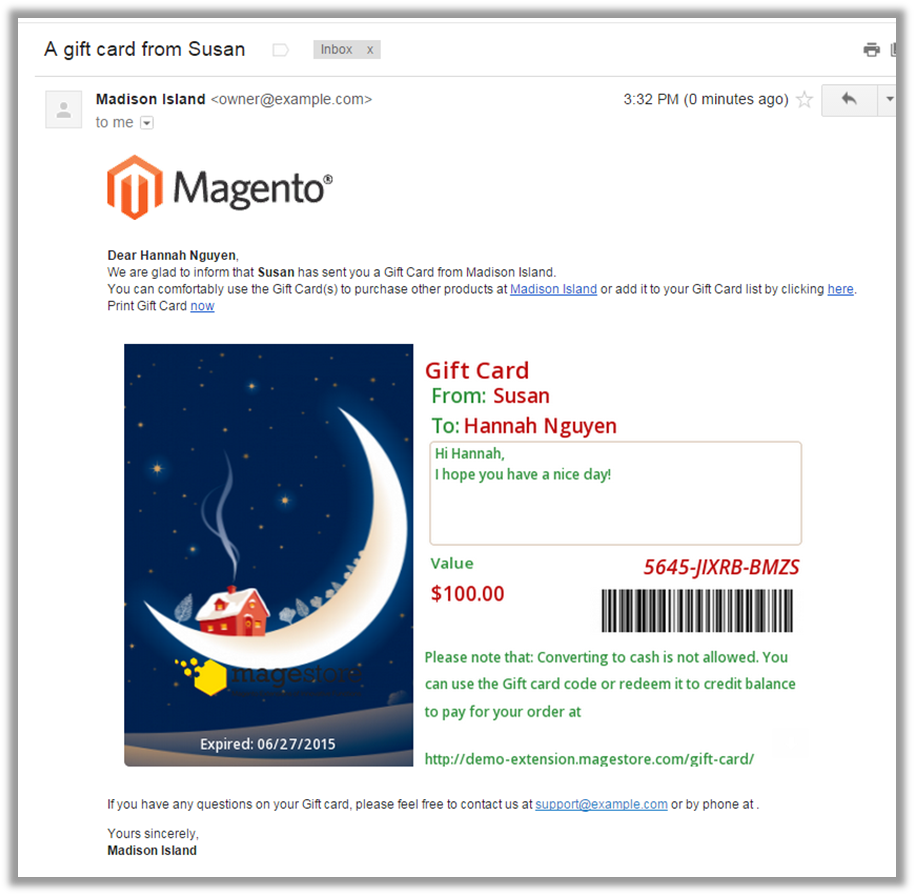 A gift card from Susan
Inbox x
Madison Island <owner@example.com>
3:32 PM (0 minutes ago)
to me
Magento®
Dear Hannah Nguyen,
We are glad to inform that Susan has sent you a Gift Card from Madison Island.
You can comfortably use the Gift Card(s) to purchase other products at Madison Island or add it to your Gift Card list by clicking here.
Print Gift Card now
Gift Card
From: Susan
To: Hannah Nguyen
Hi Hannah,
I hope you have a nice day!
Value
5645-JIXRB-BMZS
$100.00
Please note that: Converting to cash is not allowed. You
can use the Gift card code or redeem it to credit balance
to pay for your order at
http://demo-extension.magestore.com/gift-card/
magestore
Expired: 06/27/2015
If you have any questions on your Gift card, please feel free to contact us at support@example.com or by phone at .
Yours sincerely,
Madison Island